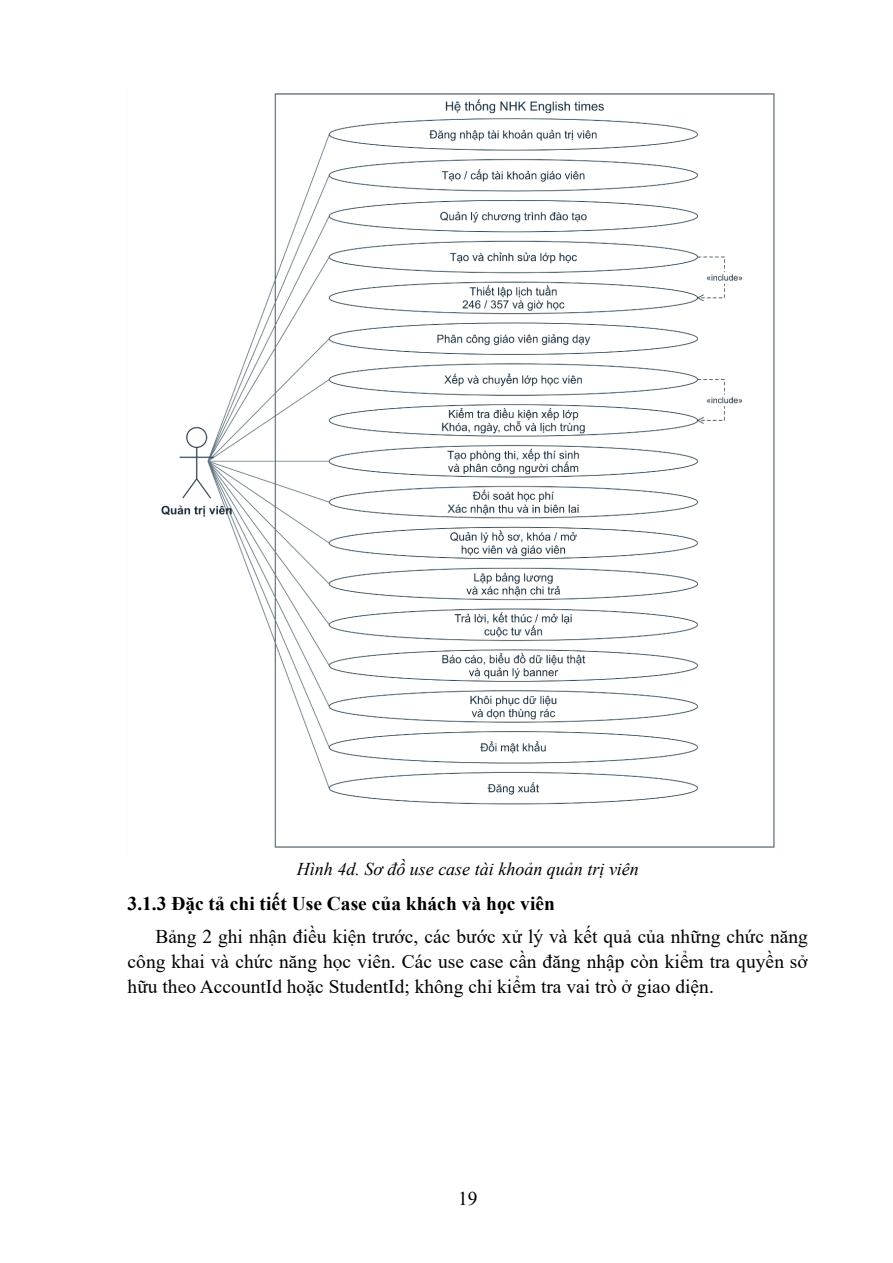 Hệ thống NHK English times
Đăng nhập tài khoản quản trị viên
Tạo / cấp tài khoản giáo viên
Quản lý chương trình đào tạo
Tạo và chỉnh sửa lớp học
«include»
Thiết lập lịch tuần
246 / 357 và giờ học
Phân công giáo viên giảng dạy
Xếp và chuyển lớp học viên
«include»
Kiểm tra điều kiện xếp lớp
Khóa, ngày, chỗ và lịch trùng
Tạo phòng thi, xếp thí sinh
và phân công người chấm
Đối soát học phí
Xác nhận thu và in biên lai
Quản trị viên
Quản lý hồ sơ, khóa / mở
học viên và giáo viên
Lập bảng lương
và xác nhận chi trả
Trả lời, kết thúc / mở lại
cuộc tư vấn
Báo cáo, biểu đồ dữ liệu thật
và quản lý banner
Khôi phục dữ liệu
và dọn thùng rác
Đổi mật khẩu
Đăng xuất
Hình 4d. Sơ đồ use case tài khoản quản trị viên
3.1.3 Đặc tả chi tiết Use Case của khách và học viên
Bảng 2 ghi nhận điều kiện trước, các bước xử lý và kết quả của những chức năng
công khai và chức năng học viên. Các use case cần đăng nhập còn kiểm tra quyền sở
hữu theo AccountId hoặc StudentId; không chỉ kiểm tra vai trò ở giao diện.
19